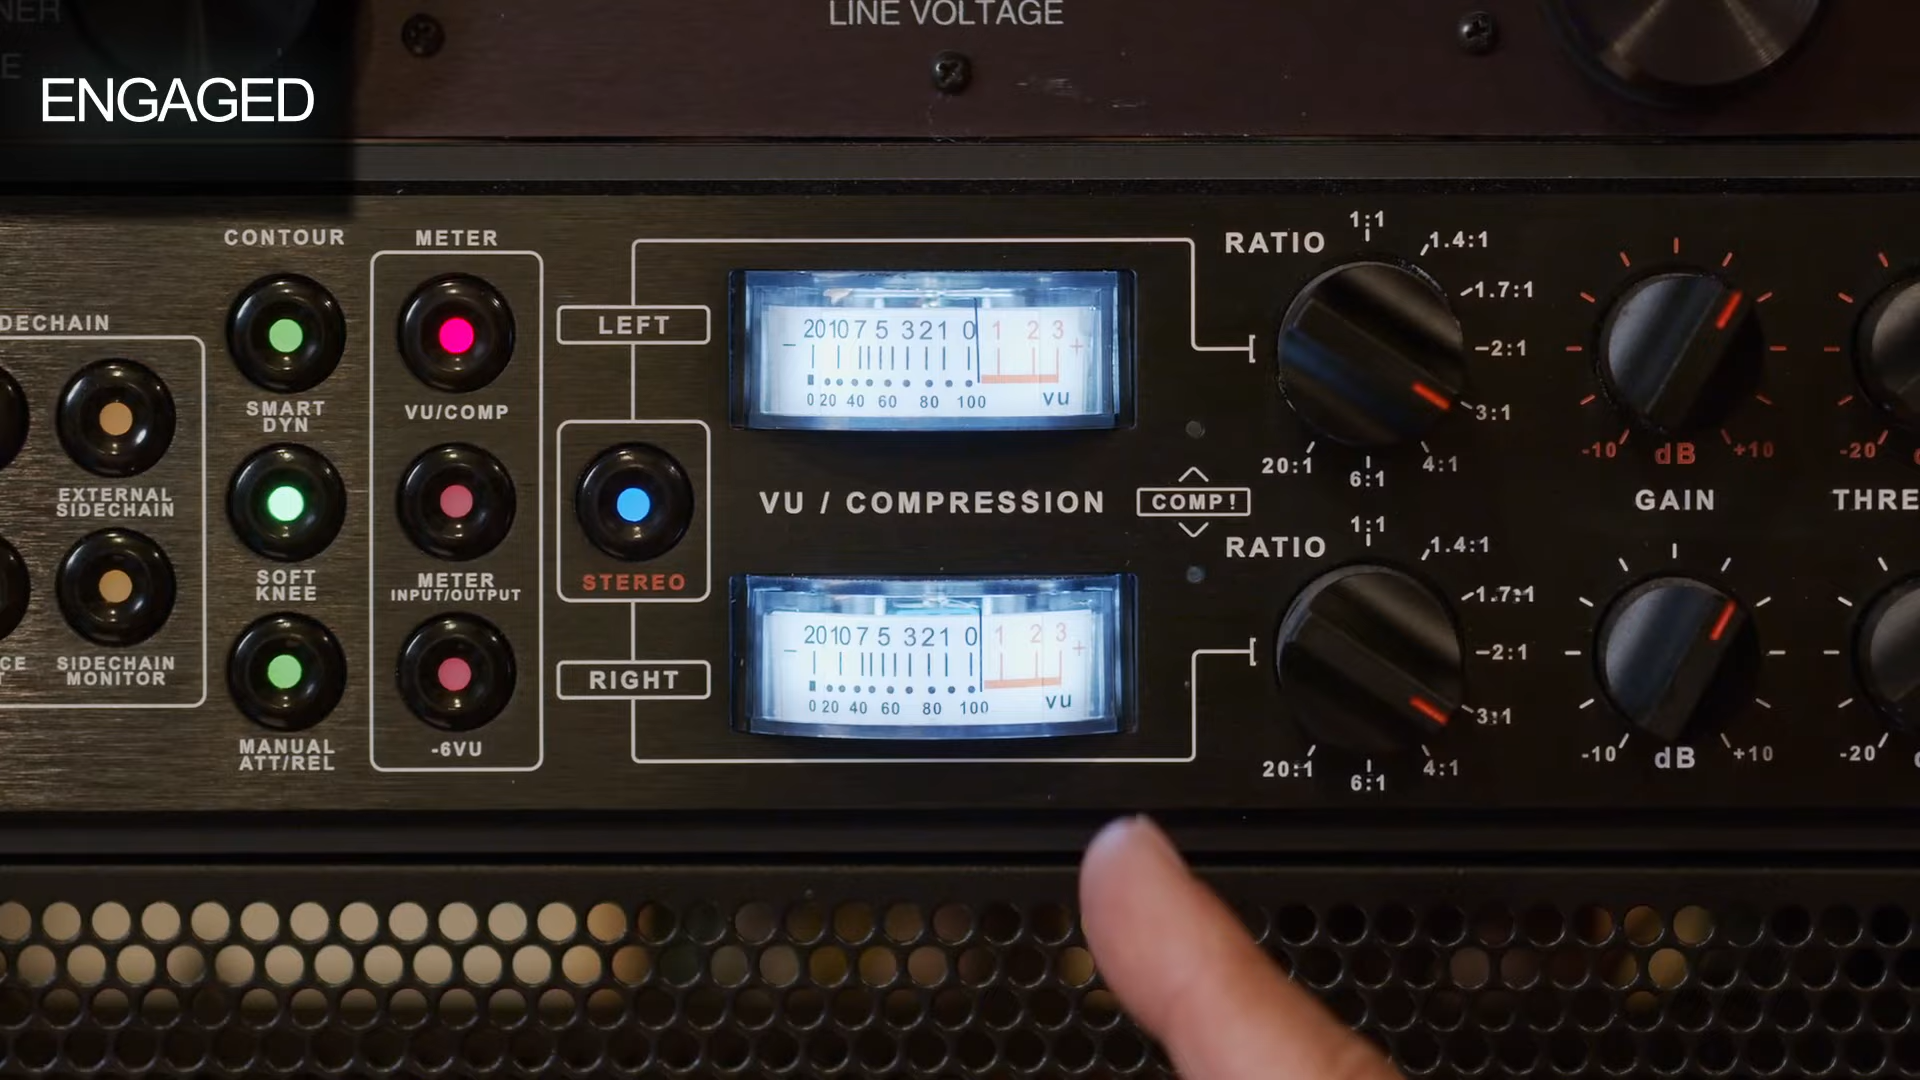 NER
LINE VOLTAGE
E
ENGAGED
CONTOUR
METER
DECHAIN
SMART
DYN
VU/COMP
EXTERNAL
SIDECHAIN
SOFT
KNEE
METER
INPUT/OUTPUT
CE
T
SIDECHAIN
MONITOR
MANUAL
ATT/REL
-6VU
LEFT
STEREO
RIGHT
20 10 7 5 3 2 1 0 1 2 3
- +
0 20 40 60 80 100 VU
VU / COMPRESSION
COMP!
20 10 7 5 3 2 1 0 1 2 3
- +
0 20 40 60 80 100 VU
RATIO
1:1
1.4:1
1.7:1
2:1
3:1
4:1
6:1
20:1
-10 dB +10
-20
GAIN
THRE
RATIO
1:1
1.4:1
1.7:1
2:1
3:1
4:1
6:1
20:1
-10 dB +10
-20